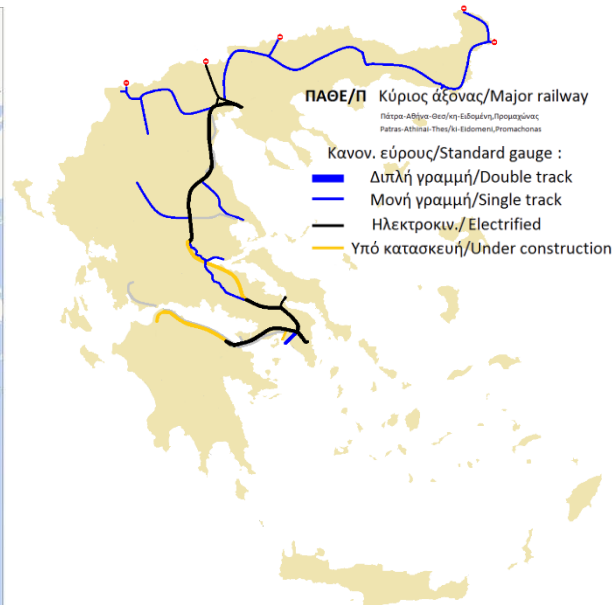 ΠΑΘΕ/Π Κύριος άξονας/Major railway
Πάτρα-Αθήνα-Θεσ/κη-Ειδομένη,Προμαχώνας
Patras-Athinai-Thes/ki-Eidomeni,Promachonas
Κανον. εύρους/Standard gauge :
Διπλή γραμμή/Double track
Μονή γραμμή/Single track
Ηλεκτροκιν./ Electrified
Υπό κατασκευή/Under construction